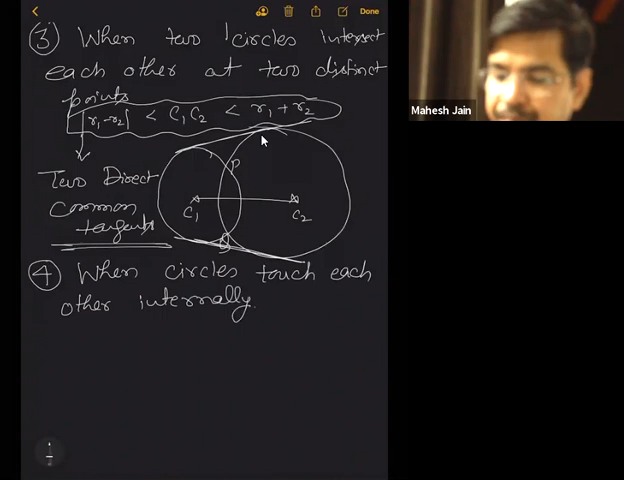 Done
③ When two circles Intersect
each other at two distinct
points
|r₁-r₂| < C₁C₂ < r₁+r₂
Two Direct
Common
tangents
P
C₁
C₂
④ When circles touch each
other internally.
Mahesh Jain